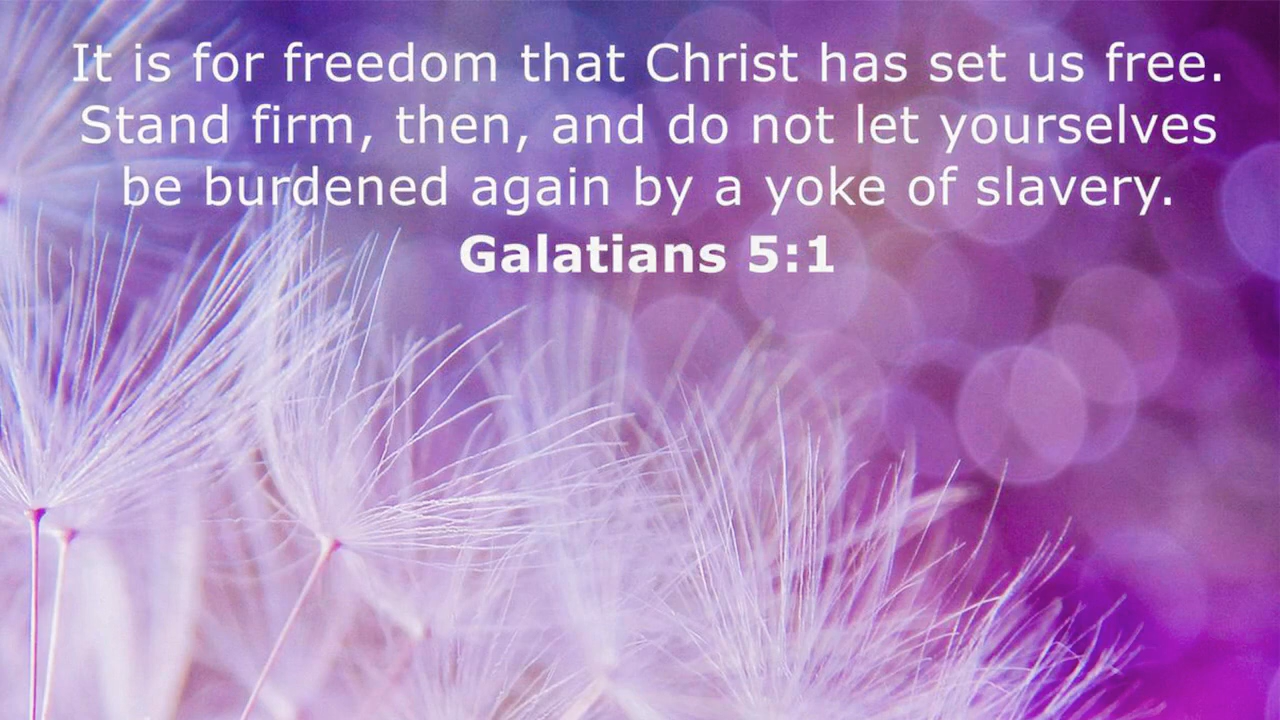 It is for freedom that Christ has set us free.
Stand firm, then, and do not let yourselves
be burdened again by a yoke of slavery.
Galatians 5:1